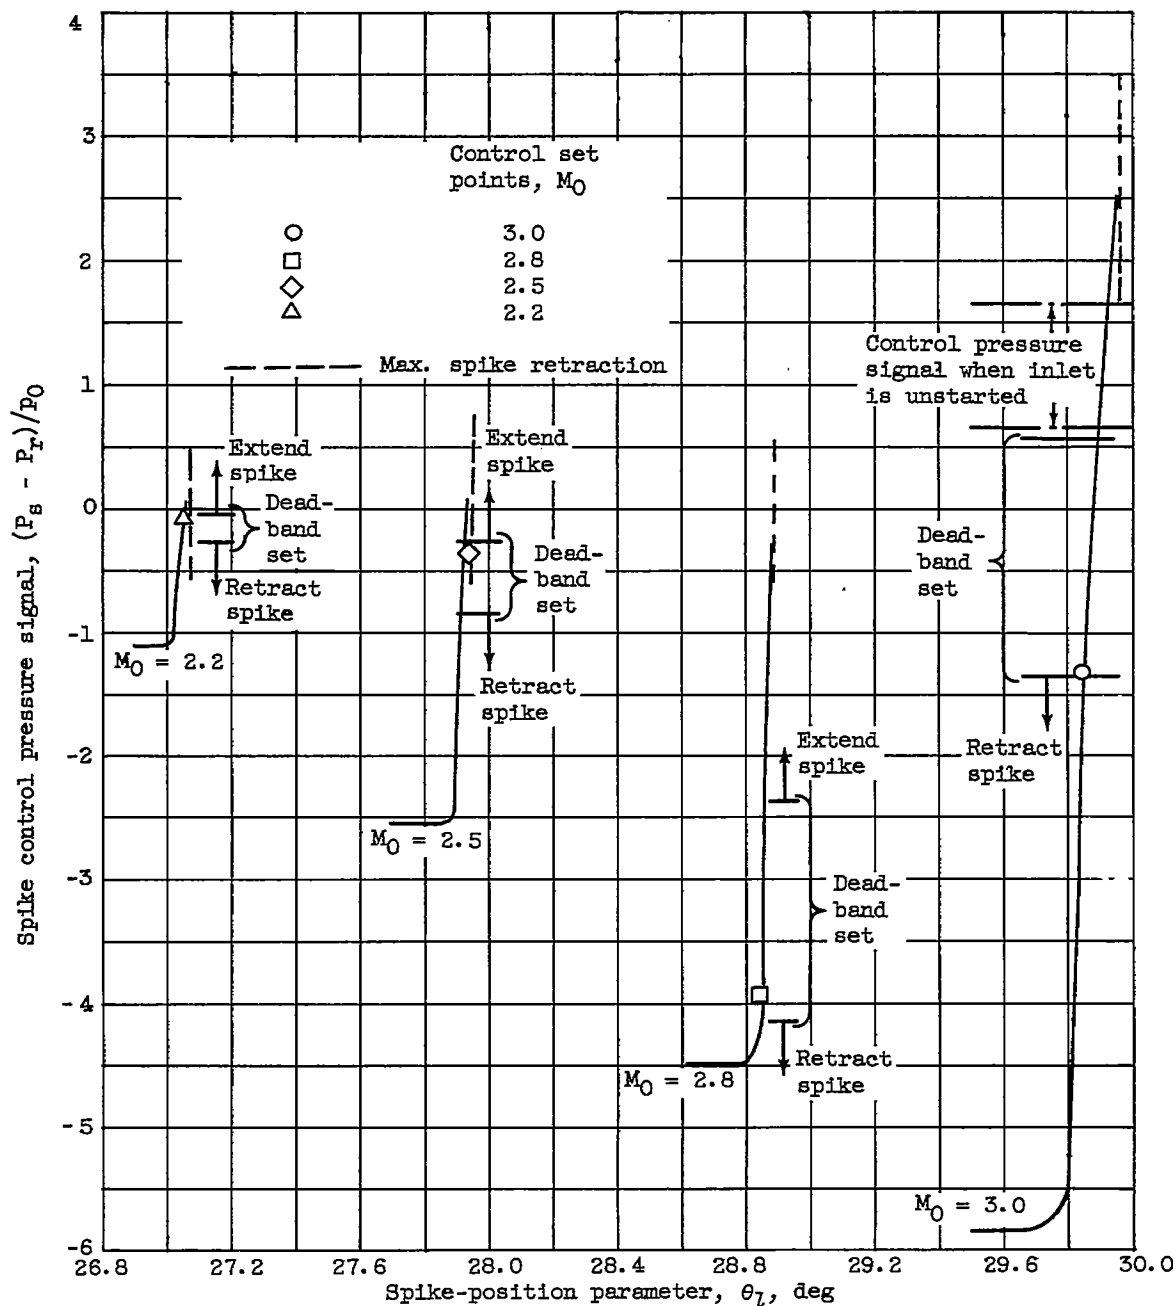 4
3
2
1
0
-1
-2
-3
-4
-5
-6
Spike control pressure signal, (Ps - Pr)/p0
Control set
points, M0
3.0
2.8
2.5
2.2
Max. spike retraction
Extend
spike
Dead-
band
set
Retract
spike
M0 = 2.2
Extend
spike
Dead-
band
set
Retract
spike
M0 = 2.5
Extend
spike
Dead-
band
set
Retract
spike
M0 = 2.8
Control pressure
signal when inlet
is unstarted
Dead-
band
set
Retract
spike
M0 = 3.0
26.8 27.2 27.6 28.0 28.4 28.8 29.2 29.6 30.0
Spike-position parameter, θl, deg